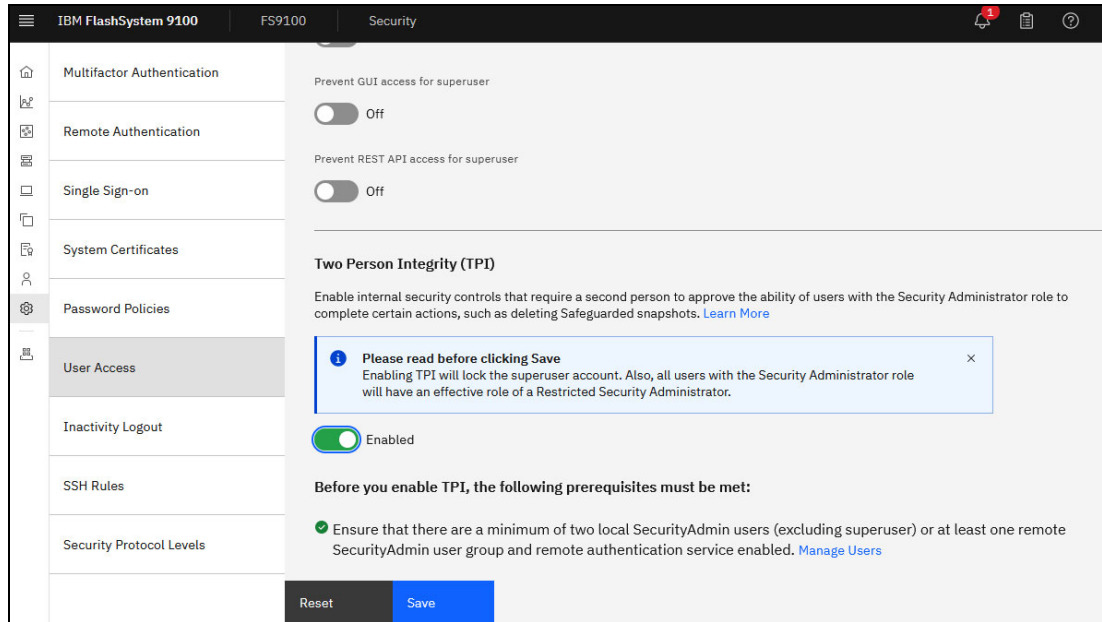 IBM FlashSystem 9100
FS9100
Security
1
Multifactor Authentication
Remote Authentication
Single Sign-on
System Certificates
Password Policies
User Access
Inactivity Logout
SSH Rules
Security Protocol Levels
Prevent GUI access for superuser
Off
Prevent REST API access for superuser
Off
Two Person Integrity (TPI)
Enable internal security controls that require a second person to approve the ability of users with the Security Administrator role to
complete certain actions, such as deleting Safeguarded snapshots. Learn More
Please read before clicking Save
Enabling TPI will lock the superuser account. Also, all users with the Security Administrator role
will have an effective role of a Restricted Security Administrator.
Enabled
Before you enable TPI, the following prerequisites must be met:
Ensure that there are a minimum of two local SecurityAdmin users (excluding superuser) or at least one remote
SecurityAdmin user group and remote authentication service enabled. Manage Users
Reset
Save